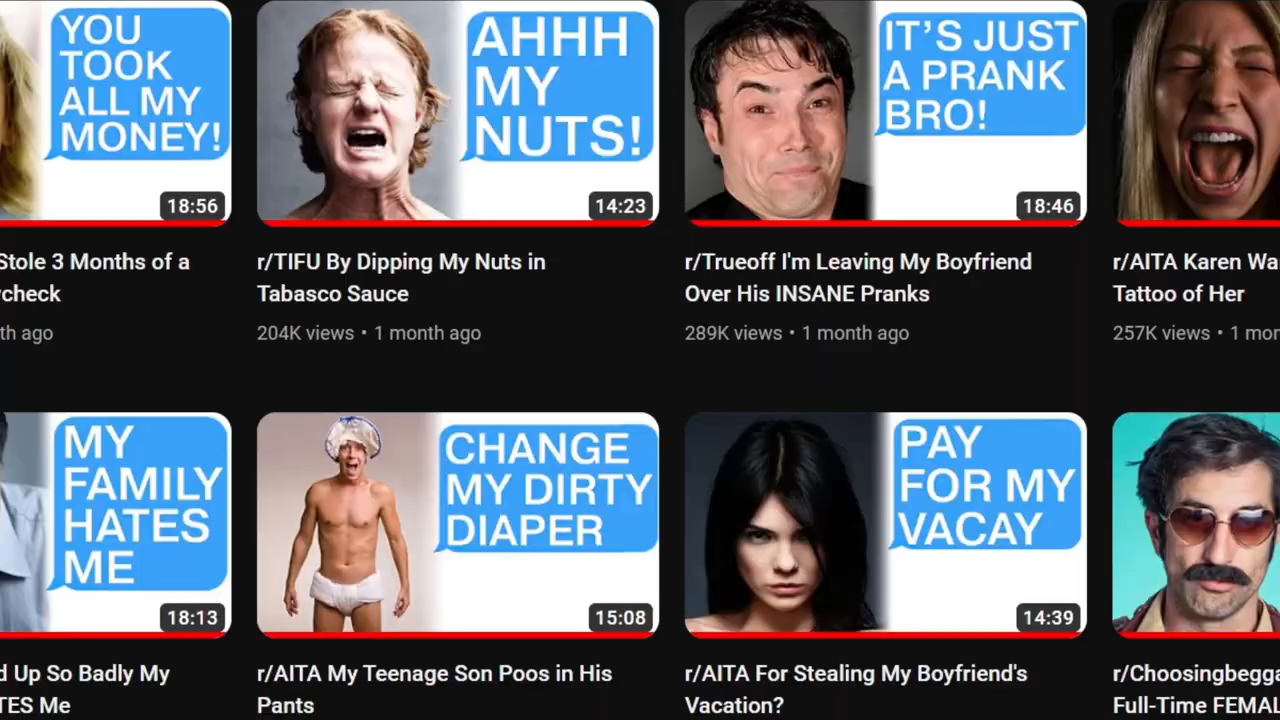 YOU
TOOK
ALL MY
MONEY!
18:56
AHHH
MY
NUTS!
14:23
IT'S JUST
A PRANK
BRO!
18:46
Stole 3 Months of a
check
th ago
r/TIFU By Dipping My Nuts in
Tabasco Sauce
204K views • 1 month ago
r/Trueoff I'm Leaving My Boyfriend
Over His INSANE Pranks
289K views • 1 month ago
r/AITA Karen Wa
Tattoo of Her
257K views • 1 mon
MY
FAMILY
HATES
ME
18:13
CHANGE
MY DIRTY
DIAPER
15:08
PAY
FOR MY
VACAY
14:39
d Up So Badly My
TES Me
r/AITA My Teenage Son Poos in His
Pants
r/AITA For Stealing My Boyfriend's
Vacation?
r/Choosingbegga
Full-Time FEMAL